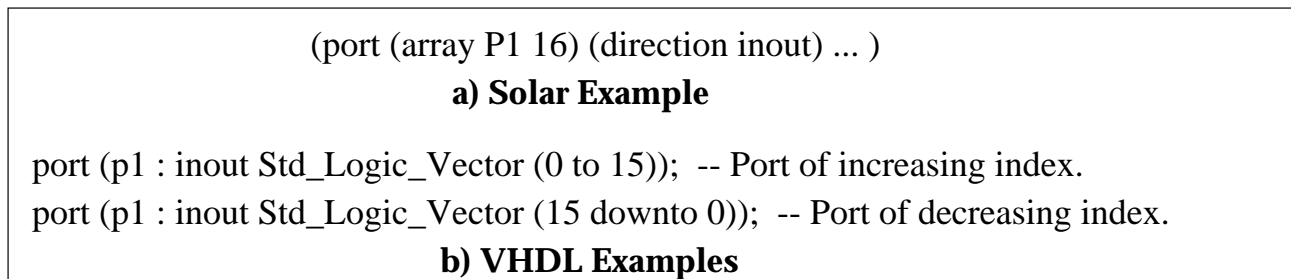 (port (array P1 16) (direction inout) ... )
a) Solar Example
port (p1 : inout Std_Logic_Vector (0 to 15));  -- Port of increasing index.
port (p1 : inout Std_Logic_Vector (15 downto 0));  -- Port of decreasing index.
b) VHDL Examples